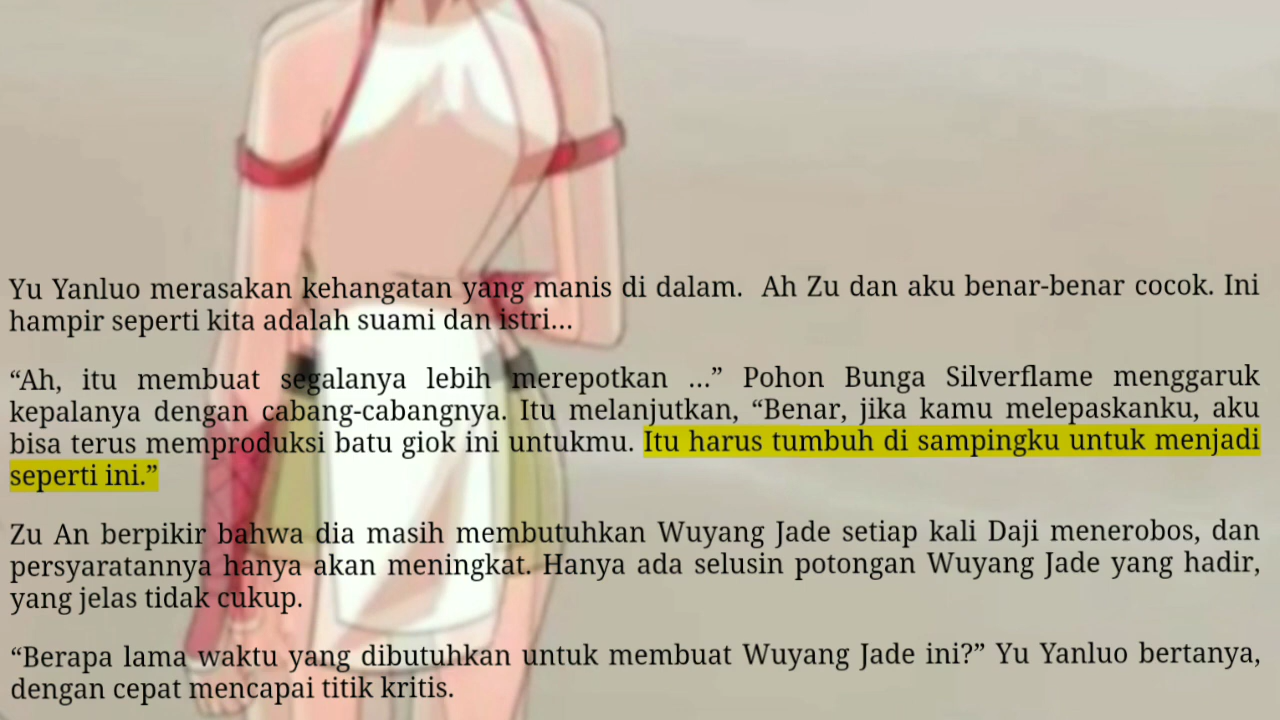 Yu Yanluo merasakan kehangatan yang manis di dalam.  Ah Zu dan aku benar-benar cocok. Ini
hampir seperti kita adalah suami dan istri…
“Ah, itu membuat segalanya lebih merepotkan …” Pohon Bunga Silverflame menggaruk
kepalanya dengan cabang-cabangnya. Itu melanjutkan, “Benar, jika kamu melepaskanku, aku
bisa terus memproduksi batu giok ini untukmu. Itu harus tumbuh di sampingku untuk menjadi
seperti ini.”
Zu An berpikir bahwa dia masih membutuhkan Wuyang Jade setiap kali Daji menerobos, dan
persyaratannya hanya akan meningkat. Hanya ada selusin potongan Wuyang Jade yang hadir,
yang jelas tidak cukup.
“Berapa lama waktu yang dibutuhkan untuk membuat Wuyang Jade ini?” Yu Yanluo bertanya,
dengan cepat mencapai titik kritis.